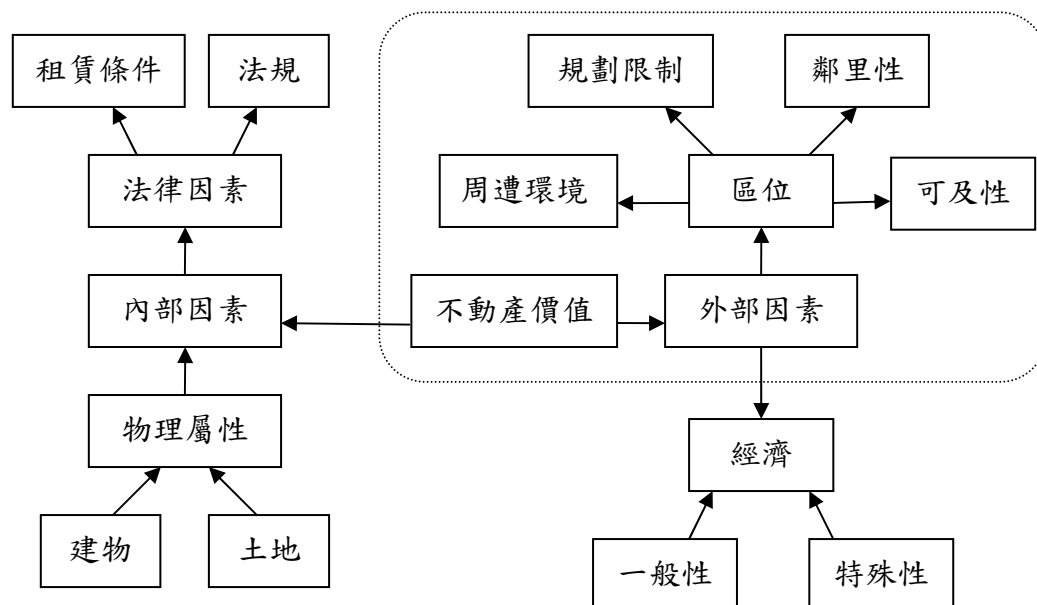 租賃條件
法規
規劃限制
鄰里性
法律因素
周遭環境
區位
可及性
內部因素
不動產價值
外部因素
物理屬性
經濟
建物
土地
一般性
特殊性